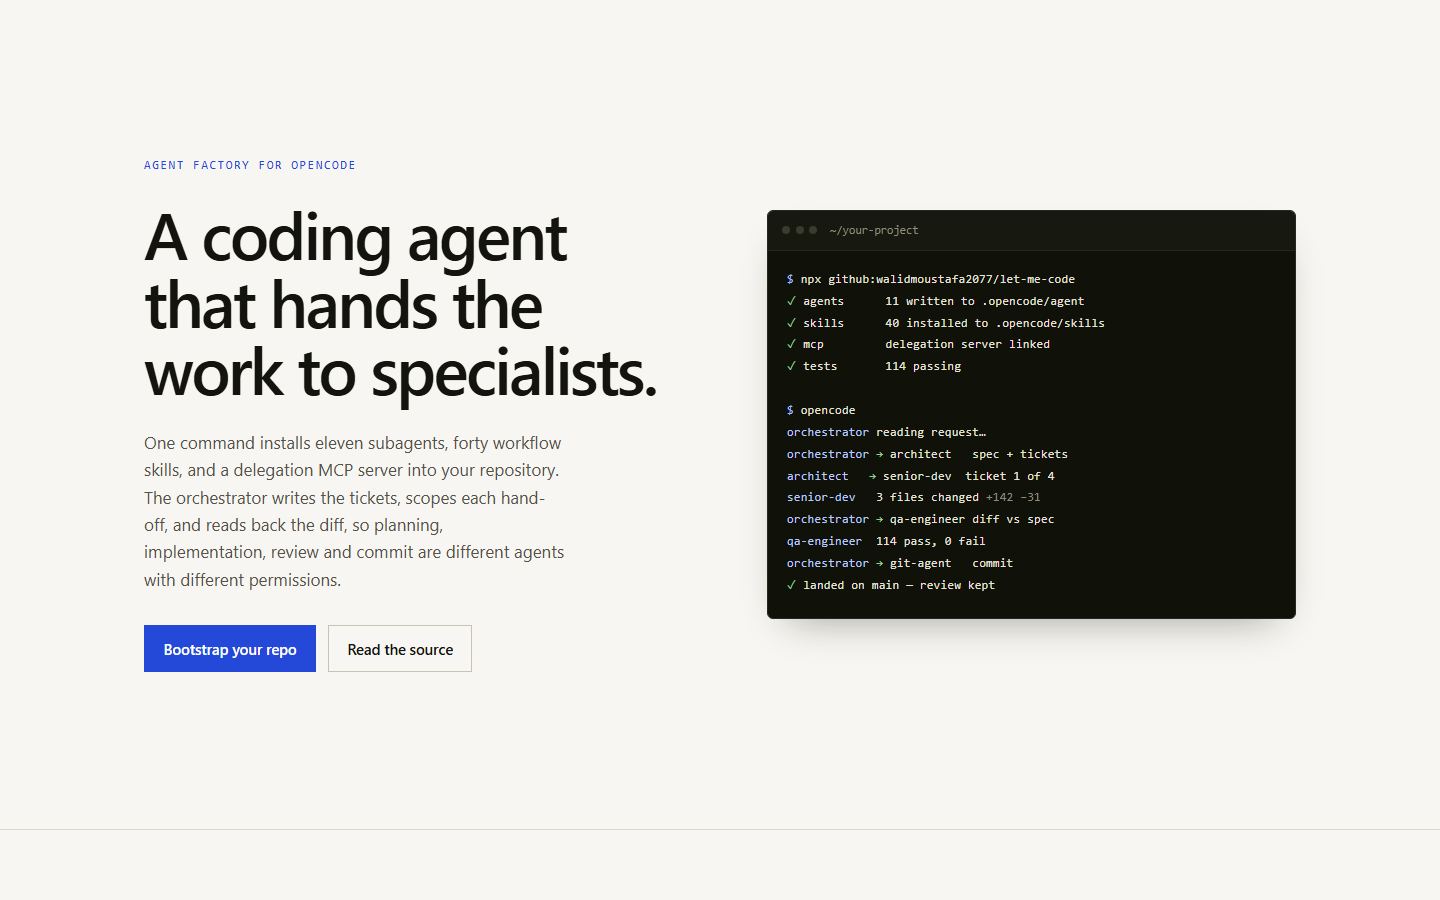 AGENT FACTORY FOR OPENCODE
A coding agent
that hands the
work to specialists.
One command installs eleven subagents, forty workflow
skills, and a delegation MCP server into your repository.
The orchestrator writes the tickets, scopes each hand-
off, and reads back the diff, so planning,
implementation, review and commit are different agents
with different permissions.
Bootstrap your repo
Read the source
~/your-project
$ npx github:walidmoustafa2077/let-me-code
✓ agents 11 written to .opencode/agent
✓ skills 40 installed to .opencode/skills
✓ mcp delegation server linked
✓ tests 114 passing
$ opencode
orchestrator reading request…
orchestrator → architect spec + tickets
architect → senior-dev ticket 1 of 4
senior-dev 3 files changed +142 −31
orchestrator → qa-engineer diff vs spec
qa-engineer 114 pass, 0 fail
orchestrator → git-agent commit
✓ landed on main — review kept